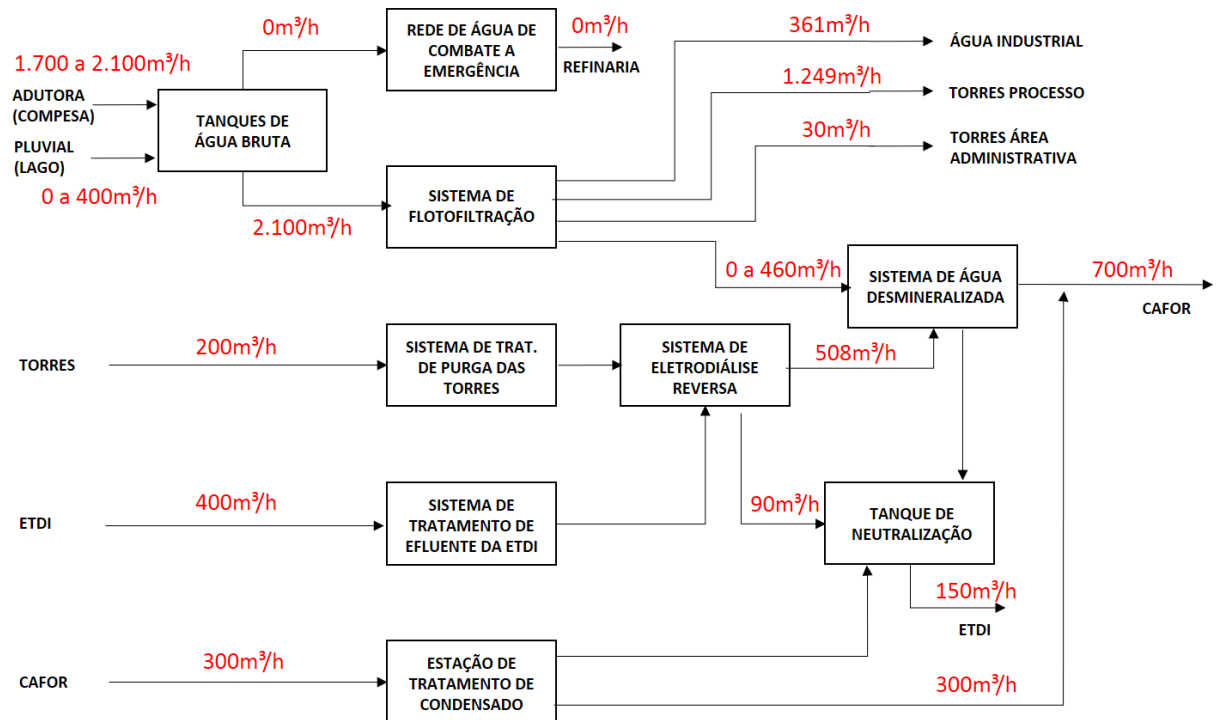 0m³/h
REDE DE ÁGUA DE
COMBATE A
EMERGÊNCIA
0m³/h
REFINARIA
361m³/h
ÁGUA INDUSTRIAL
1.700 a 2.100m³/h
ADUTORA
(COMPESA)
PLUVIAL
(LAGO)
0 a 400m³/h
TANQUES DE
ÁGUA BRUTA
1.249m³/h
TORRES PROCESSO
30m³/h
TORRES ÁREA
ADMINISTRATIVA
2.100m³/h
SISTEMA DE
FLOTOFILTRAÇÃO
0 a 460m³/h
SISTEMA DE ÁGUA
DESMINERALIZADA
700m³/h
CAFOR
TORRES
200m³/h
SISTEMA DE TRAT.
DE PURGA DAS
TORRES
SISTEMA DE
ELETRODIÁLISE
REVERSA
508m³/h
ETDI
400m³/h
SISTEMA DE
TRATAMENTO DE
EFLUENTE DA ETDI
90m³/h
TANQUE DE
NEUTRALIZAÇÃO
150m³/h
ETDI
CAFOR
300m³/h
ESTAÇÃO DE
TRATAMENTO DE
CONDENSADO
300m³/h